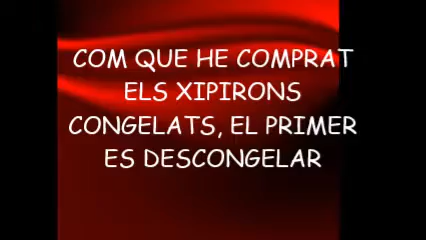 COM QUE HE COMPRAT
ELS XIPIRONS
CONGELATS, EL PRIMER
ES DESCONGELAR